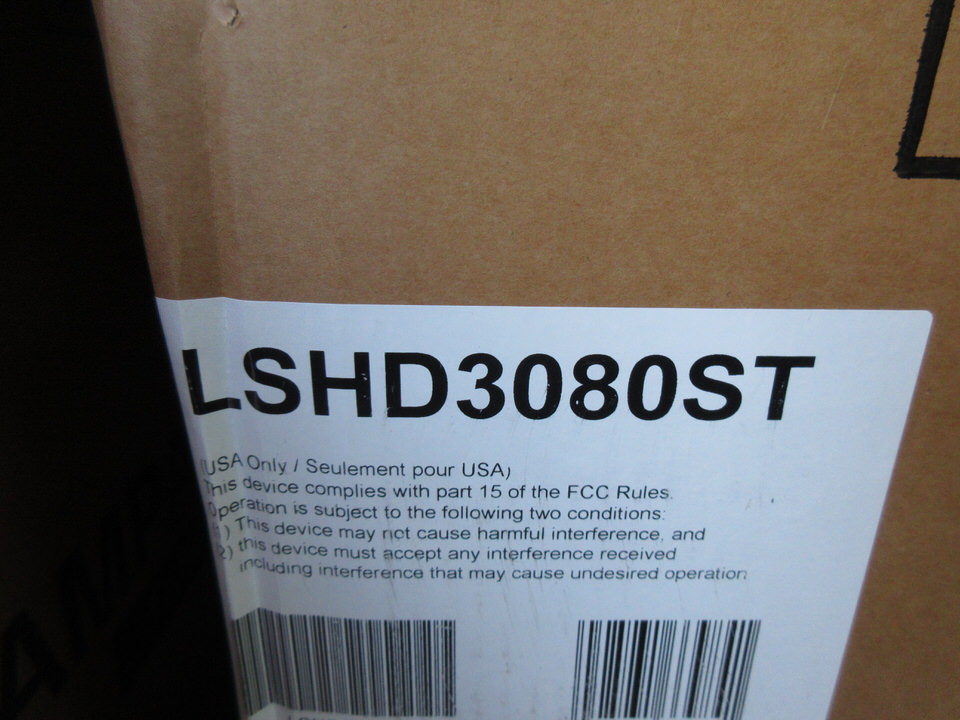 LSHD3080ST
(USA Only / Seulement pour USA)
This device complies with part 15 of the FCC Rules.
Operation is subject to the following two conditions:
(1) This device may not cause harmful interference, and
(2) this device must accept any interference received
including interference that may cause undesired operation